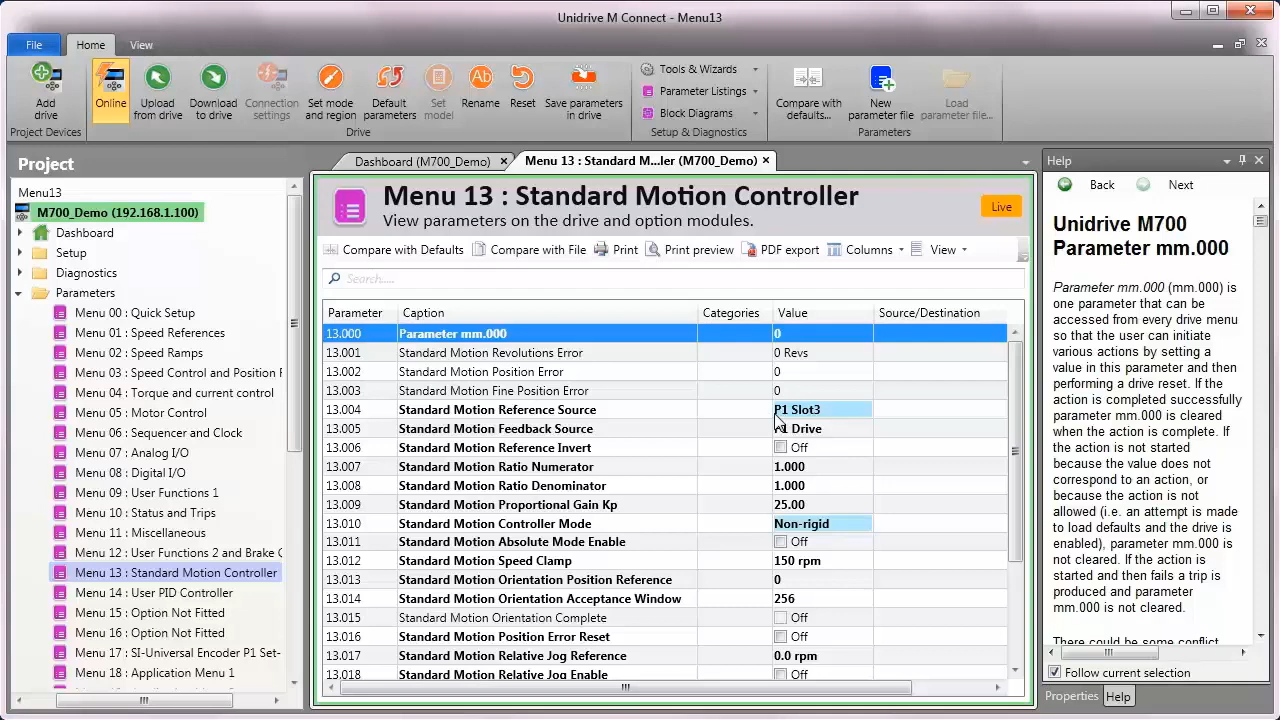 Unidrive M Connect - Menu13
File
Home
View
Add drive
Online
Upload from drive
Download to drive
Connection settings
Set mode and region
Default parameters
Set model
Rename
Reset
Save parameters in drive
Tools & Wizards
Parameter Listings
Block Diagrams
Compare with defaults...
New parameter file
Load parameter file...
Project Devices
Drive
Setup & Diagnostics
Parameters
Project
Menu13
M700_Demo (192.168.1.100)
Dashboard
Setup
Diagnostics
Parameters
Menu 00 : Quick Setup
Menu 01 : Speed References
Menu 02 : Speed Ramps
Menu 03 : Speed Control and Position F
Menu 04 : Torque and current control
Menu 05 : Motor Control
Menu 06 : Sequencer and Clock
Menu 07 : Analog I/O
Menu 08 : Digital I/O
Menu 09 : User Functions 1
Menu 10 : Status and Trips
Menu 11 : Miscellaneous
Menu 12 : User Functions 2 and Brake C
Menu 13 : Standard Motion Controller
Menu 14 : User PID Controller
Menu 15 : Option Not Fitted
Menu 16 : Option Not Fitted
Menu 17 : SI-Universal Encoder P1 Set-
Menu 18 : Application Menu 1
Dashboard (M700_Demo)
Menu 13 : Standard M...ler (M700_Demo)
Menu 13 : Standard Motion Controller
View parameters on the drive and option modules.
Live
Compare with Defaults
Compare with File
Print
Print preview
PDF export
Columns
View
Search.....
Parameter Caption Categories Value Source/Destination
13.000 Parameter mm.000 0
13.001 Standard Motion Revolutions Error 0 Revs
13.002 Standard Motion Position Error 0
13.003 Standard Motion Fine Position Error 0
13.004 Standard Motion Reference Source P1 Slot3
13.005 Standard Motion Feedback Source Drive
13.006 Standard Motion Reference Invert Off
13.007 Standard Motion Ratio Numerator 1.000
13.008 Standard Motion Ratio Denominator 1.000
13.009 Standard Motion Proportional Gain Kp 25.00
13.010 Standard Motion Controller Mode Non-rigid
13.011 Standard Motion Absolute Mode Enable Off
13.012 Standard Motion Speed Clamp 150 rpm
13.013 Standard Motion Orientation Position Reference 0
13.014 Standard Motion Orientation Acceptance Window 256
13.015 Standard Motion Orientation Complete Off
13.016 Standard Motion Position Error Reset Off
13.017 Standard Motion Relative Jog Reference 0.0 rpm
13.018 Standard Motion Relative Jog Enable Off
Help
Back
Next
Unidrive M700
Parameter mm.000
Parameter mm.000 (mm.00) is
one parameter that can be
accessed from every drive menu
so that the user can initiate
various actions by setting a
value in this parameter and then
performing a drive reset. If the
action is completed successfully
parameter mm.000 is cleared
when the action is complete. If
the action is not started
because the value does not
correspond to an action, or
because the action is not
allowed (i.e. an attempt is made
to load defaults and the drive is
enabled), parameter mm.000 is
not cleared. If the action is
started and then fails a trip is
produced and parameter
mm.000 is not cleared.
There could be some conflict
Follow current selection
Properties
Help